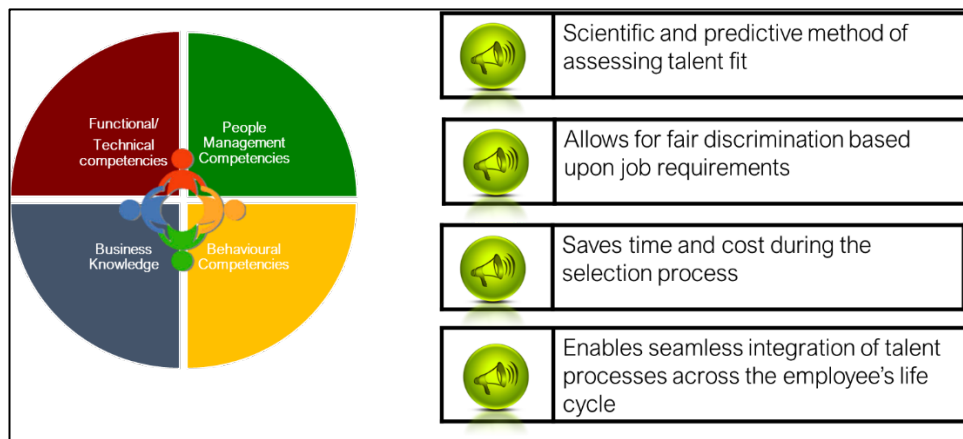 Functional/
Technical
competencies
People
Management
Competencies
Business
Knowledge
Behavioural
Competencies
Scientific and predictive method of
assessing talent fit
Allows for fair discrimination based
upon job requirements
Saves time and cost during the
selection process
Enables seamless integration of talent
processes across the employee's life
cycle